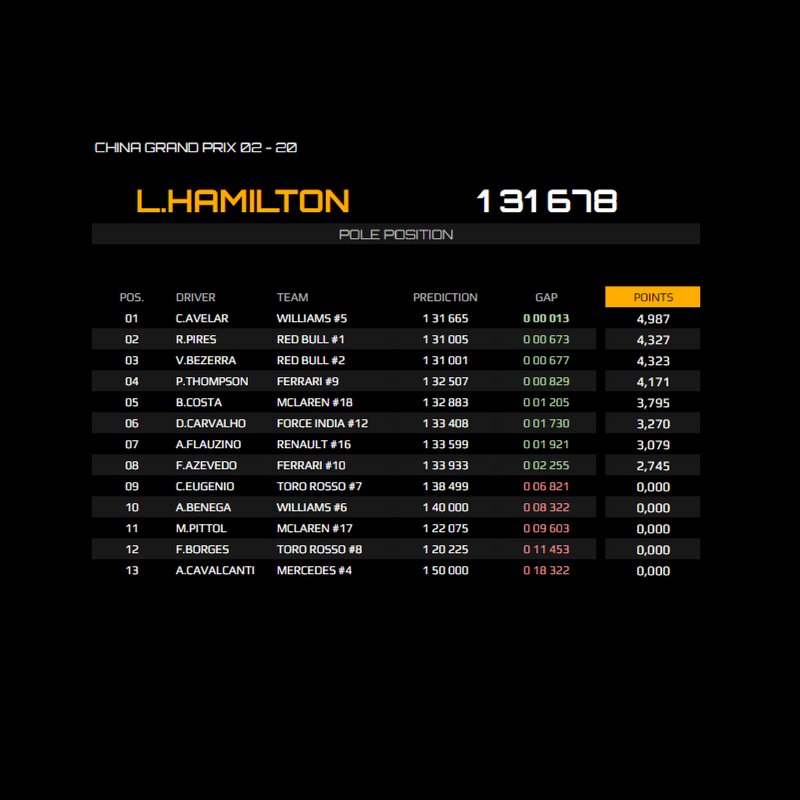 CHINA GRAND PRIX 02 - 20
L.HAMILTON 1 31 678
POLE POSITION
POS. DRIVER TEAM PREDICTION GAP POINTS
01 C.AVELAR WILLIAMS #5 1 31 665 0 00 013 4,987
02 R.PIRES RED BULL #1 1 31 005 0 00 673 4,327
03 V.BEZERRA RED BULL #2 1 31 001 0 00 677 4,323
04 P.THOMPSON FERRARI #9 1 32 507 0 00 829 4,171
05 B.COSTA MCLAREN #18 1 32 883 0 01 205 3,795
06 D.CARVALHO FORCE INDIA #12 1 33 408 0 01 730 3,270
07 A.FLAUZINO RENAULT #16 1 33 599 0 01 921 3,079
08 F.AZEVEDO FERRARI #10 1 33 933 0 02 255 2,745
09 C.EUGENIO TORO ROSSO #7 1 38 499 0 06 821 0,000
10 A.BENEGA WILLIAMS #6 1 40 000 0 08 322 0,000
11 M.PITTOL MCLAREN #17 1 22 075 0 09 603 0,000
12 F.BORGES TORO ROSSO #8 1 20 225 0 11 453 0,000
13 A.CAVALCANTI MERCEDES #4 1 50 000 0 18 322 0,000